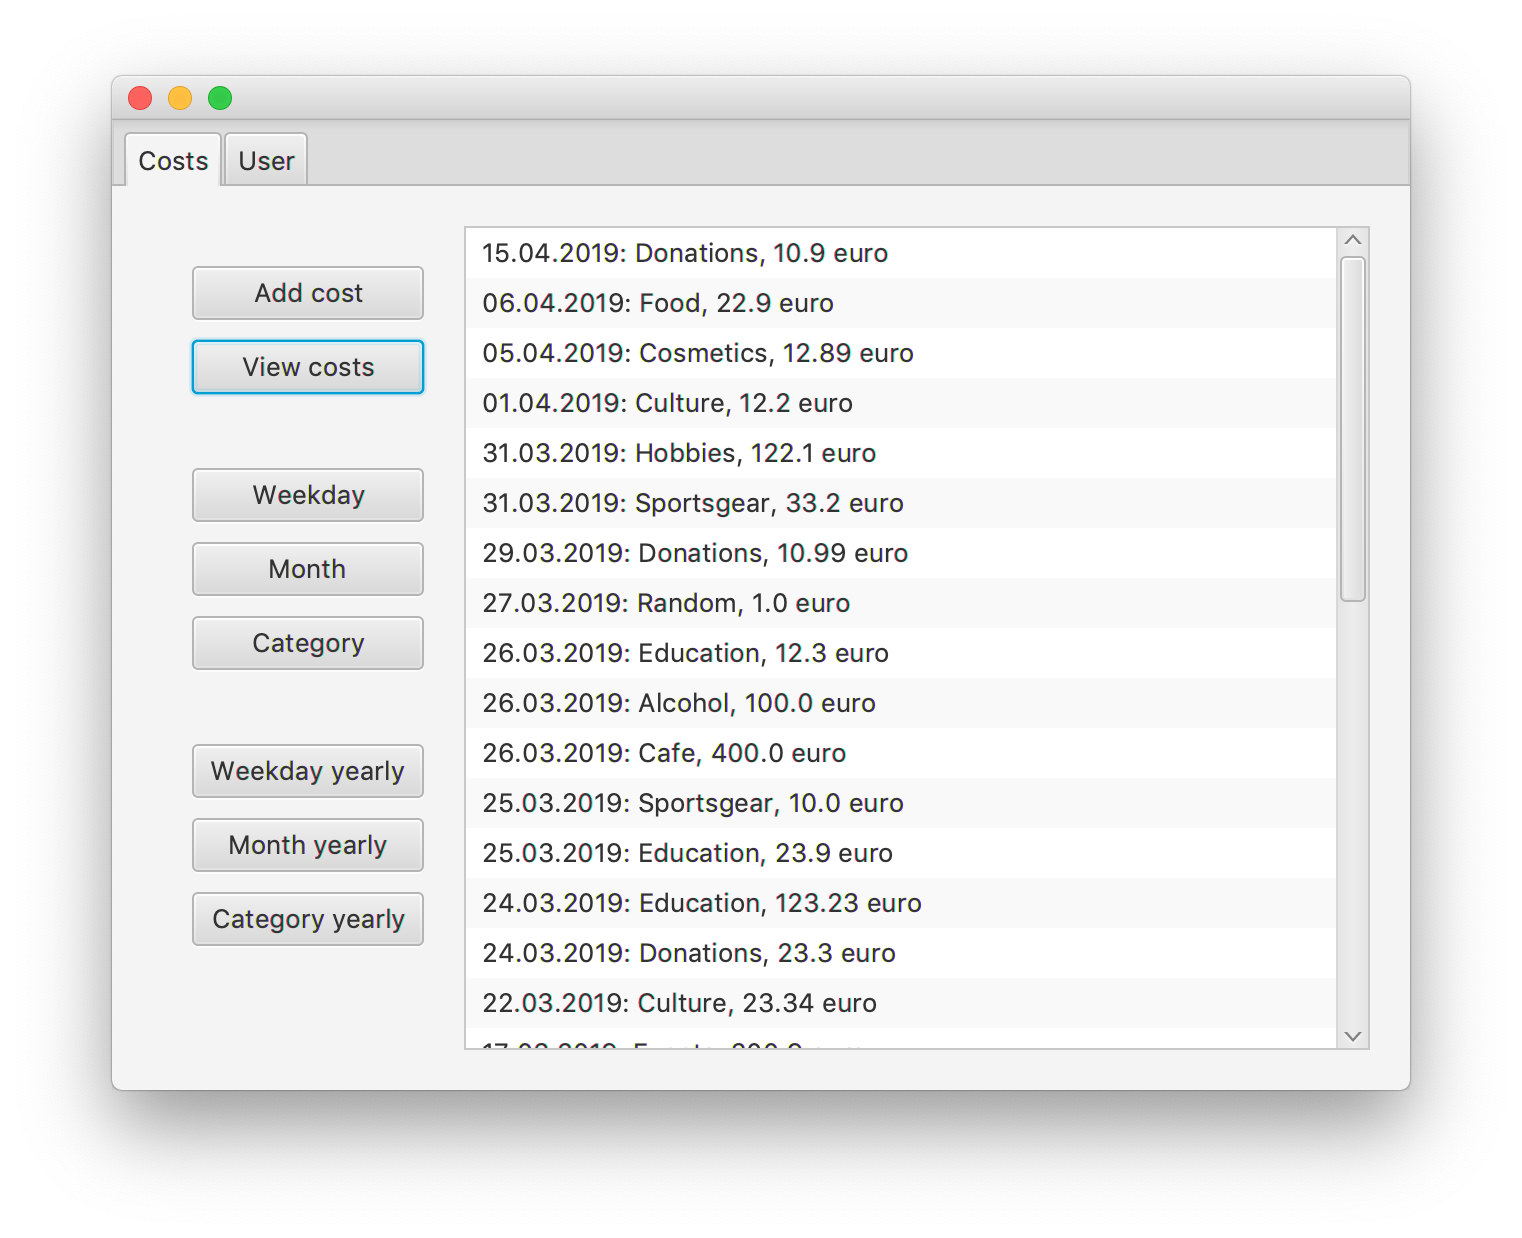 Costs
User
Add cost
View costs
Weekday
Month
Category
Weekday yearly
Month yearly
Category yearly
15.04.2019: Donations, 10.9 euro
06.04.2019: Food, 22.9 euro
05.04.2019: Cosmetics, 12.89 euro
01.04.2019: Culture, 12.2 euro
31.03.2019: Hobbies, 122.1 euro
31.03.2019: Sportsgear, 33.2 euro
29.03.2019: Donations, 10.99 euro
27.03.2019: Random, 1.0 euro
26.03.2019: Education, 12.3 euro
26.03.2019: Alcohol, 100.0 euro
26.03.2019: Cafe, 400.0 euro
25.03.2019: Sportsgear, 10.0 euro
25.03.2019: Education, 23.9 euro
24.03.2019: Education, 123.23 euro
24.03.2019: Donations, 23.3 euro
22.03.2019: Culture, 23.34 euro